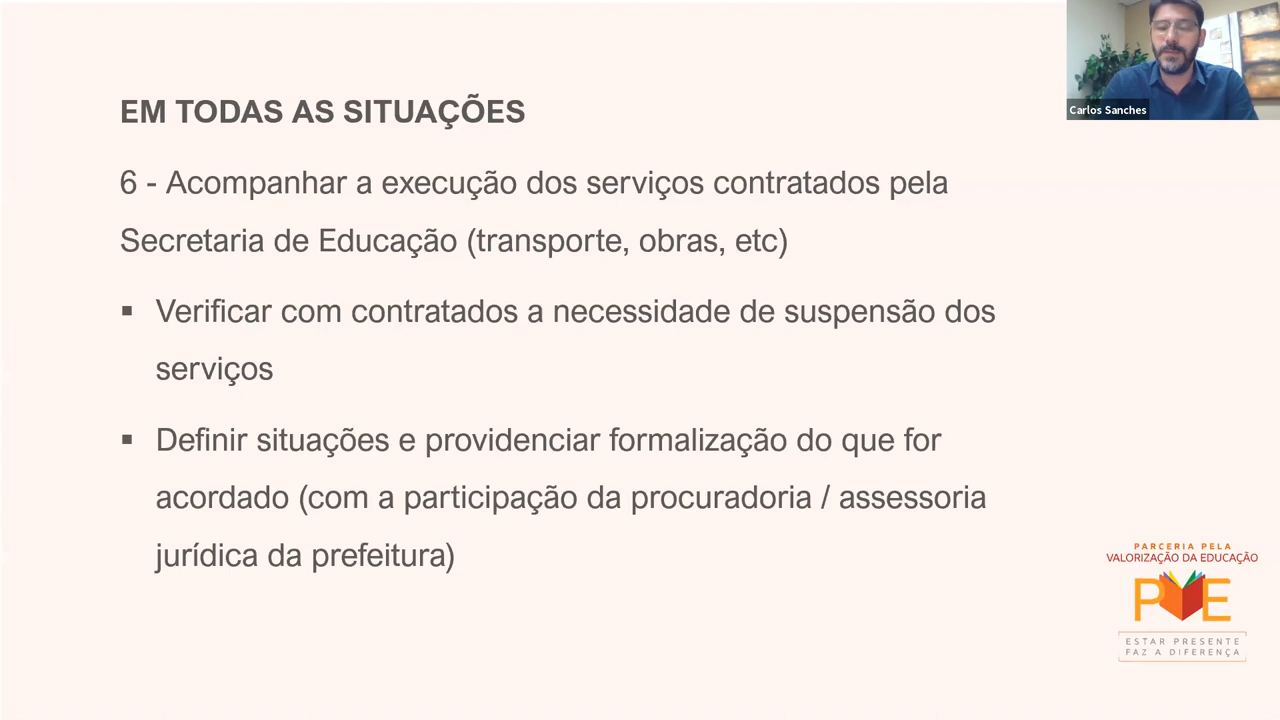 EM TODAS AS SITUAÇÕES
6 - Acompanhar a execução dos serviços contratados pela
Secretaria de Educação (transporte, obras, etc)
▪ Verificar com contratados a necessidade de suspensão dos
serviços
▪ Definir situações e providenciar formalização do que for
acordado (com a participação da procuradoria / assessoria
jurídica da prefeitura)
Carlos Sanches
PARCERIA PELA
VALORIZAÇÃO DA EDUCAÇÃO
PVE
ESTAR PRESENTE
FAZ A DIFERENÇA